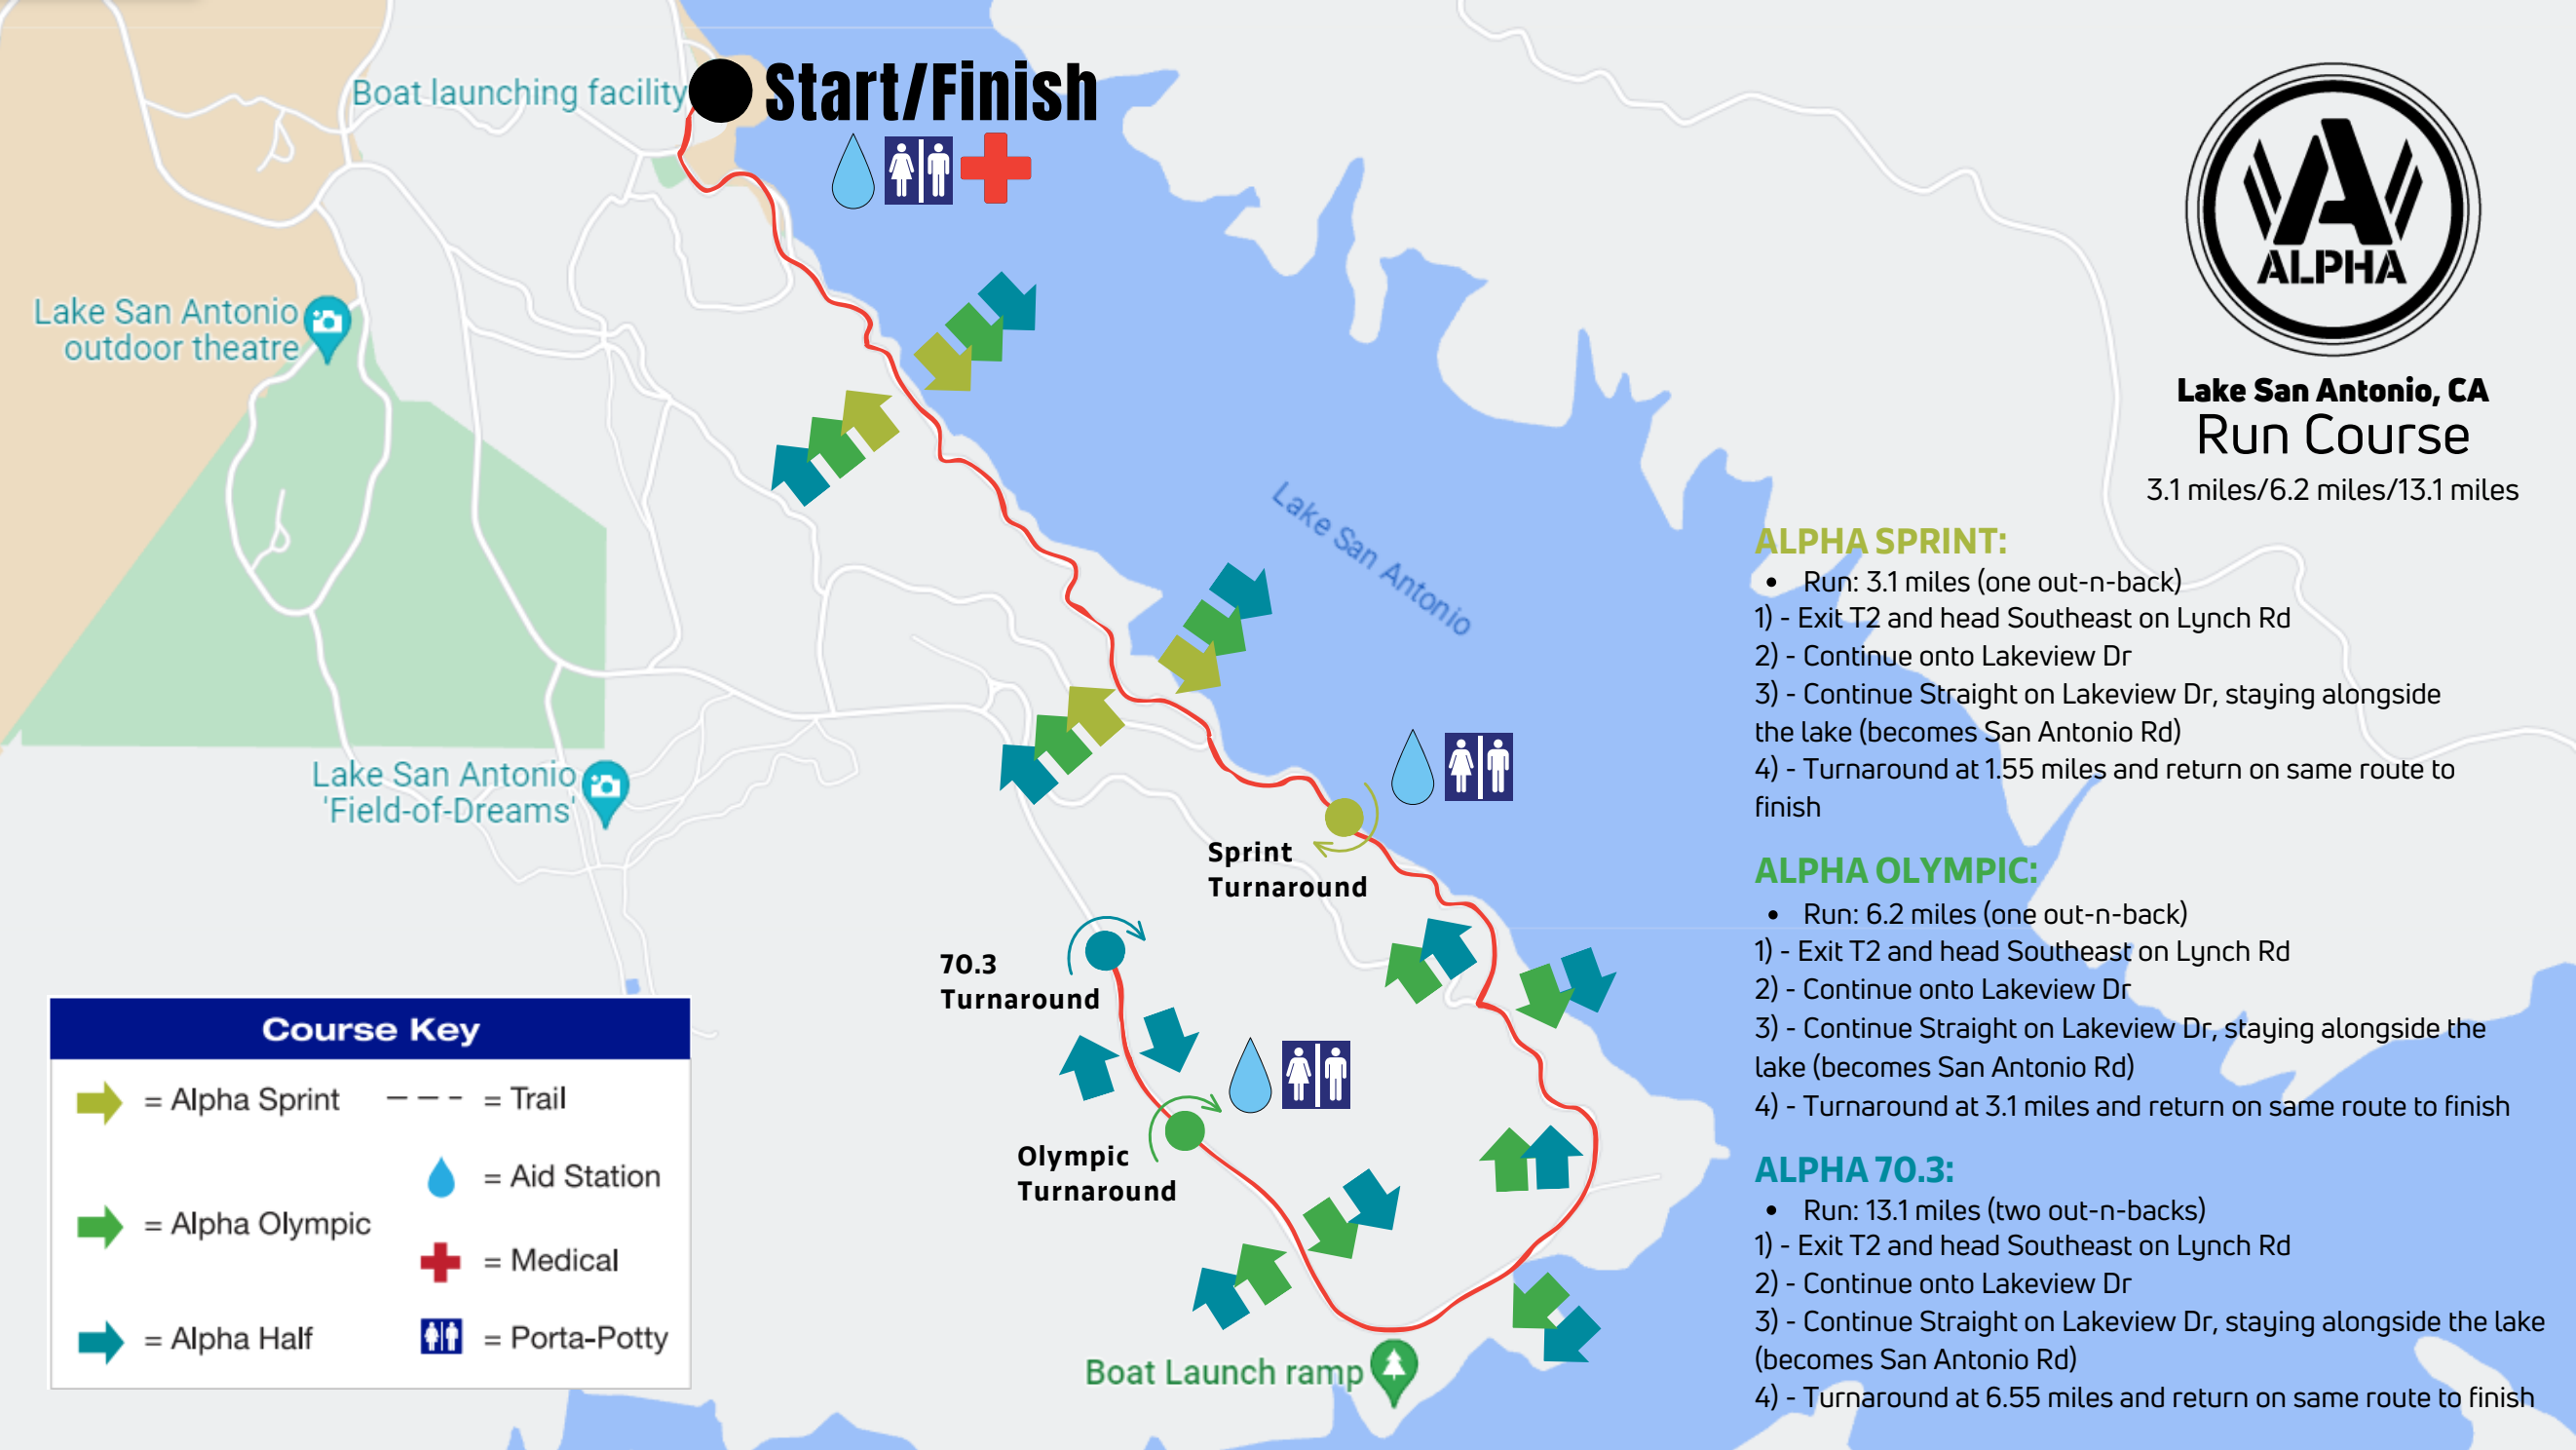 Boat launching facility
Start/Finish
Lake San Antonio
outdoor theatre
Lake San Antonio
Lake San Antonio
'Field-of-Dreams'
Sprint
Turnaround
70.3
Turnaround
Olympic
Turnaround
Boat Launch ramp
Course Key
= Alpha Sprint
= Trail
= Aid Station
= Alpha Olympic
= Medical
= Alpha Half
= Porta-Potty
A
ALPHA
Lake San Antonio, CA
Run Course
3.1 miles/6.2 miles/13.1 miles
ALPHA SPRINT:
• Run: 3.1 miles (one out-n-back)
1) - Exit T2 and head Southeast on Lynch Rd
2) - Continue onto Lakeview Dr
3) - Continue Straight on Lakeview Dr, staying alongside
the lake (becomes San Antonio Rd)
4) - Turnaround at 1.55 miles and return on same route to
finish
ALPHA OLYMPIC:
• Run: 6.2 miles (one out-n-back)
1) - Exit T2 and head Southeast on Lynch Rd
2) - Continue onto Lakeview Dr
3) - Continue Straight on Lakeview Dr, staying alongside the
lake (becomes San Antonio Rd)
4) - Turnaround at 3.1 miles and return on same route to finish
ALPHA 70.3:
• Run: 13.1 miles (two out-n-backs)
1) - Exit T2 and head Southeast on Lynch Rd
2) - Continue onto Lakeview Dr
3) - Continue Straight on Lakeview Dr, staying alongside the lake
(becomes San Antonio Rd)
4) - Turnaround at 6.55 miles and return on same route to finish